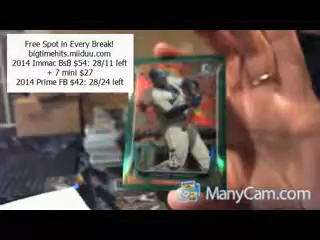 Free Spot in Every Break!
bigtimehits.miiduu.com
2014 Immac BsB $54: 28/11 left
+ 7 mini $27
2014 Prime FB $42: 28/24 left
ManyCam.com